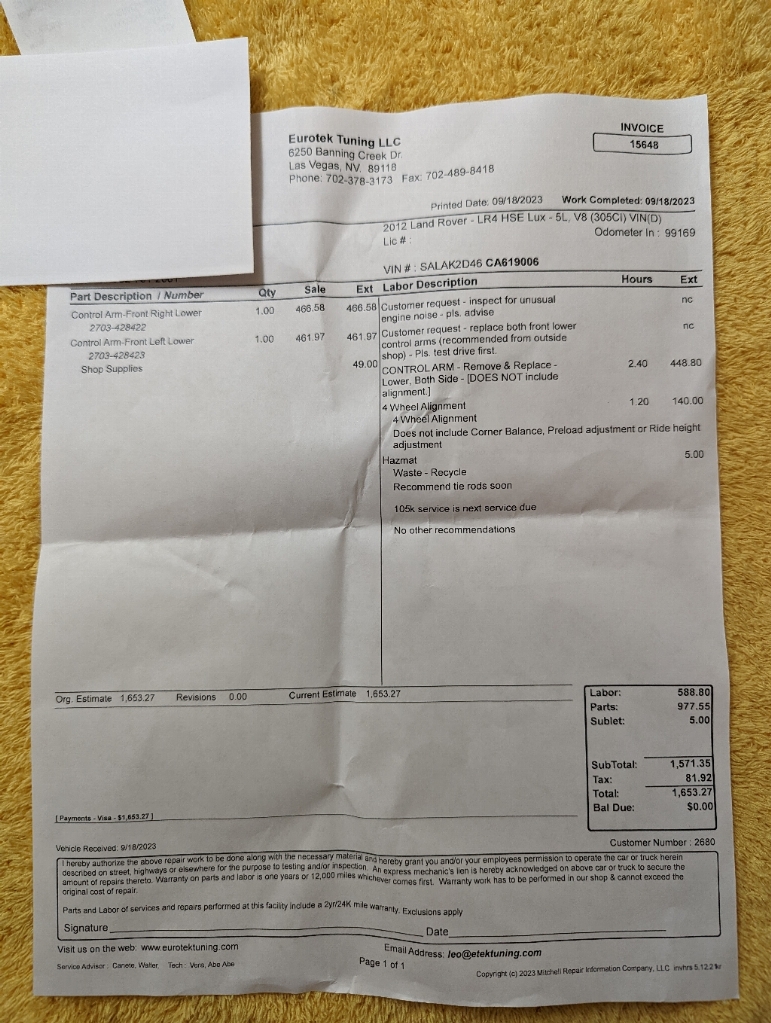 Eurotek Tuning LLC
6250 Banning Creek Dr.
Las Vegas, NV, 89118
Phone: 702-378-3173 Fax: 702-489-8418
INVOICE
15648
Printed Date: 09/18/2023 Work Completed: 09/18/2023
2012 Land Rover - LR4 HSE Lux - 5L, V8 (305CI) VIN(D)
Lic # : Odometer In : 99169
VIN # : SALAK2D46 CA619006
Part Description / Number Qty Sale Ext
Control Arm-Front Right Lower 1.00 466.58 466.58
2703-428422
Control Arm-Front Left Lower 1.00 461.97 461.97
2703-428423
Shop Supplies 49.00
Labor Description Hours Ext
Customer request - inspect for unusual nc
engine noise - pls. advise
Customer request - replace both front lower nc
control arms (recommended from outside
shop) - Pls. test drive first.
CONTROL ARM - Remove & Replace - 2.40 448.80
Lower, Both Side - [DOES NOT include
alignment.]
4 Wheel Alignment 1.20 140.00
4 Wheel Alignment
Does not include Corner Balance, Preload adjustment or Ride height
adjustment
Hazmat 5.00
Waste - Recycle
Recommend tie rods soon
105k service is next service due
No other recommendations
Org. Estimate 1,653.27 Revisions 0.00 Current Estimate 1,653.27
Labor: 588.80
Parts: 977.55
Sublet: 5.00
SubTotal: 1,571.35
Tax: 81.92
Total: 1,653.27
Bal Due: $0.00
[ Payments - Visa - $1,653.27 ]
Vehicle Received: 9/18/2023 Customer Number : 2680
I hereby authorize the above repair work to be done along with the necessary material and hereby grant you and/or your employees permission to operate the car or truck herein
described on street, highways or elsewhere for the purpose to testing and/or inspection. An express mechanic's lien is hereby acknowledged on above car or truck to secure the
amount of repairs thereto. Warranty on parts and labor is one years or 12,000 miles whichever comes first. Warranty work has to be performed in our shop & cannot exceed the
original cost of repair.
Parts and Labor of services and repairs performed at this facility include a 2yr/24K mile warranty. Exclusions apply
Signature Date
Visit us on the web: www.eurotektuning.com Email Address: leo@etektuning.com
Service Advisor : Canete, Walter Tech : Vera, Abe Abe Page 1 of 1 Copyright (c) 2023 Mitchell Repair Information Company, LLC invhrs 5.12.2